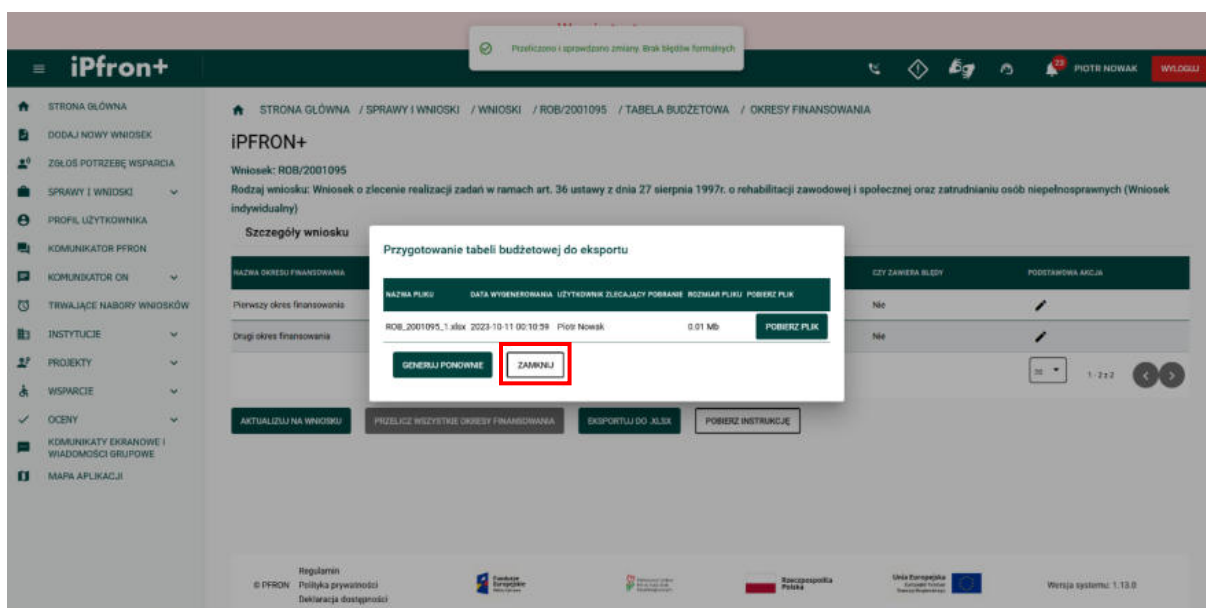 Przeliczono i sprawdzono zmiany. Brak błędów formalnych
iPfron+
23
PIOTR NOWAK
WYLOGUJ
STRONA GŁÓWNA
DODAJ NOWY WNIOSEK
ZGŁOŚ POTRZEBĘ WSPARCIA
SPRAWY I WNIOSKI
PROFIL UŻYTKOWNIKA
KOMUNIKATOR PFRON
KOMUNIKATOR ON
TRWAJĄCE NABORY WNIOSKÓW
INSTYTUCJE
PROJEKTY
WSPARCIE
OCENY
KOMUNIKATY EKRANOWE I
WIADOMOŚCI GRUPOWE
MAPA APLIKACJI
STRONA GŁÓWNA / SPRAWY I WNIOSKI / WNIOSKI / ROB/2001095 / TABELA BUDŻETOWA / OKRESY FINANSOWANIA
iPFRON+
Wniosek: ROB/2001095
Rodzaj wniosku: Wniosek o zlecenie realizacji zadań w ramach art. 36 ustawy z dnia 27 sierpnia 1997r. o rehabilitacji zawodowej i społecznej oraz zatrudnianiu osób niepełnosprawnych (Wniosek
indywidualny)
Szczegóły wniosku
NAZWA OKRESU FINANSOWANIA
CZY ZAWIERA BŁĘDY
PODSTAWOWA AKCJA
Pierwszy okres finansowania
Nie
Drugi okres finansowania
Nie
1 - 2 z 2
Przygotowanie tabeli budżetowej do eksportu
NAZWA PLIKU DATA WYGENEROWANIA UŻYTKOWNIK ZLECAJĄCY POBRANIE ROZMIAR PLIKU POBIERZ PLIK
ROB_2001095_1.xlsx 2023-10-11 00:10:59 Piotr Nowak 0.01 Mb POBIERZ PLIK
GENERUJ PONOWNIE
ZAMKNIJ
AKTUALIZUJ NA WNIOSKU
PRZELICZ WSZYSTKIE OKRESY FINANSOWANIA
EKSPORTUJ DO .XLSX
POBIERZ INSTRUKCJĘ
© PFRON
Regulamin
Polityka prywatności
Deklaracja dostępności
Fundusze
Europejskie
Rzeczpospolita
Polska
Unia Europejska
Wersja systemu: 1.13.0